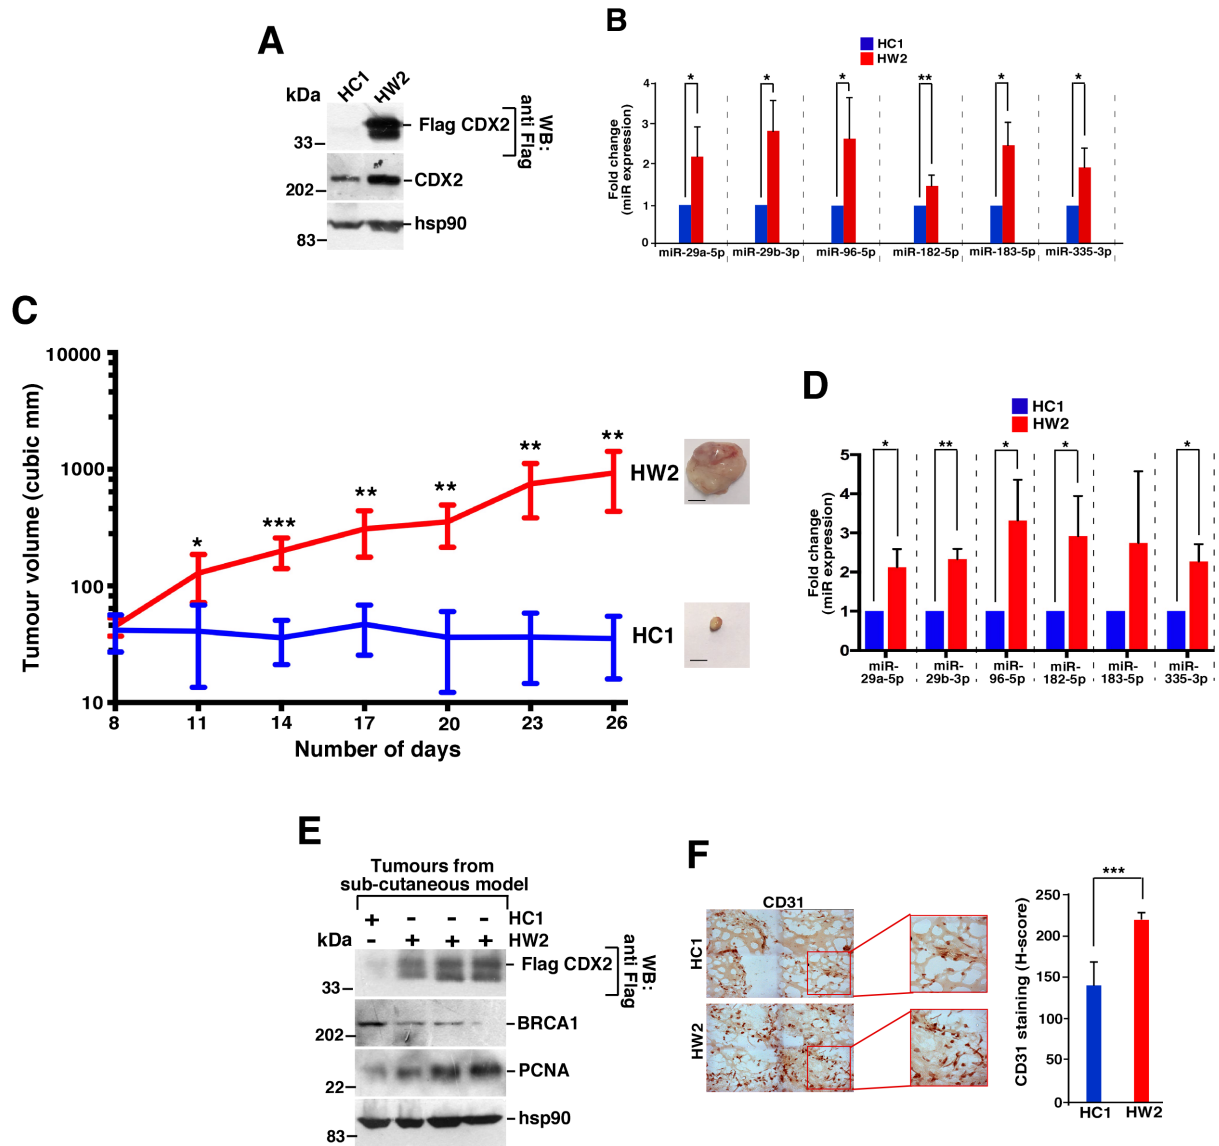 A
kDa
HC1
HW2
Flag CDX2
WB:
anti Flag
33
CDX2
202
hsp90
83
B
HC1
HW2
Fold change
(miR expression)
4
3
2
1
0
* * * ** * *
miR-29a-5p miR-29b-3p miR-96-5p miR-182-5p miR-183-5p miR-335-3p
C
Tumour volume (cubic mm)
10000
1000
100
10
* *** ** ** ** **
HW2
HC1
8 11 14 17 20 23 26
Number of days
D
HC1
HW2
Fold change
(miR expression)
5
4
3
2
1
0
* ** * * *
miR-29a-5p
miR-29b-3p
miR-96-5p
miR-182-5p
miR-183-5p
miR-335-3p
E
Tumours from
sub-cutaneous model
+ - - - HC1
kDa - + + + HW2
Flag CDX2
WB:
anti Flag
33
BRCA1
202
PCNA
22
hsp90
83
F
CD31
HC1
HW2
CD31 staining (H-score)
***
250
200
150
100
50
0
HC1 HW2